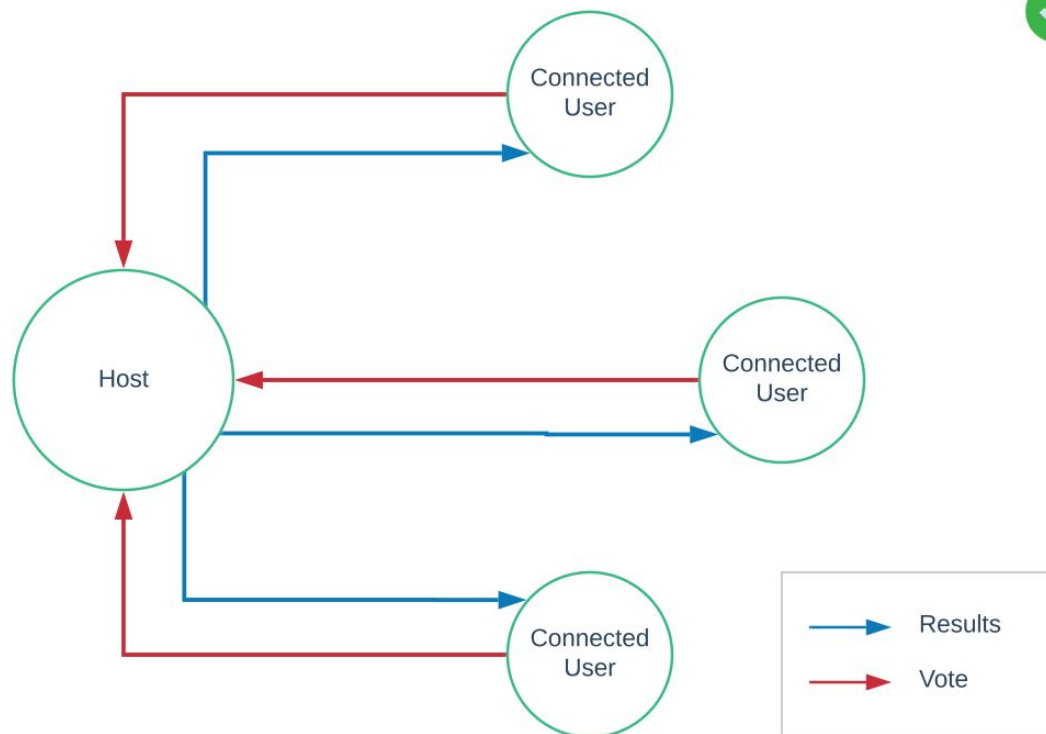 Connected
User
Host
Connected
User
Connected
User
Results
Vote